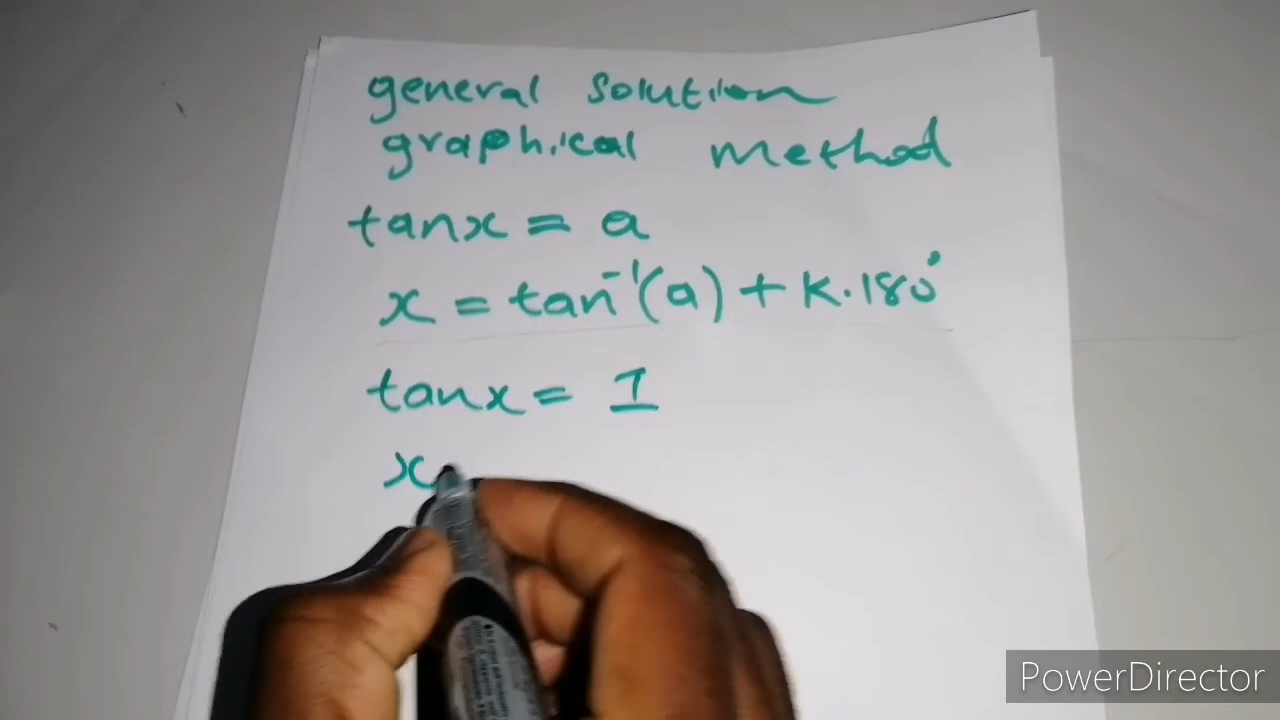 general solution
graphical method
tanx = a
x = tan⁻¹(a) + K.180°
tanx = 1
x
PowerDirector